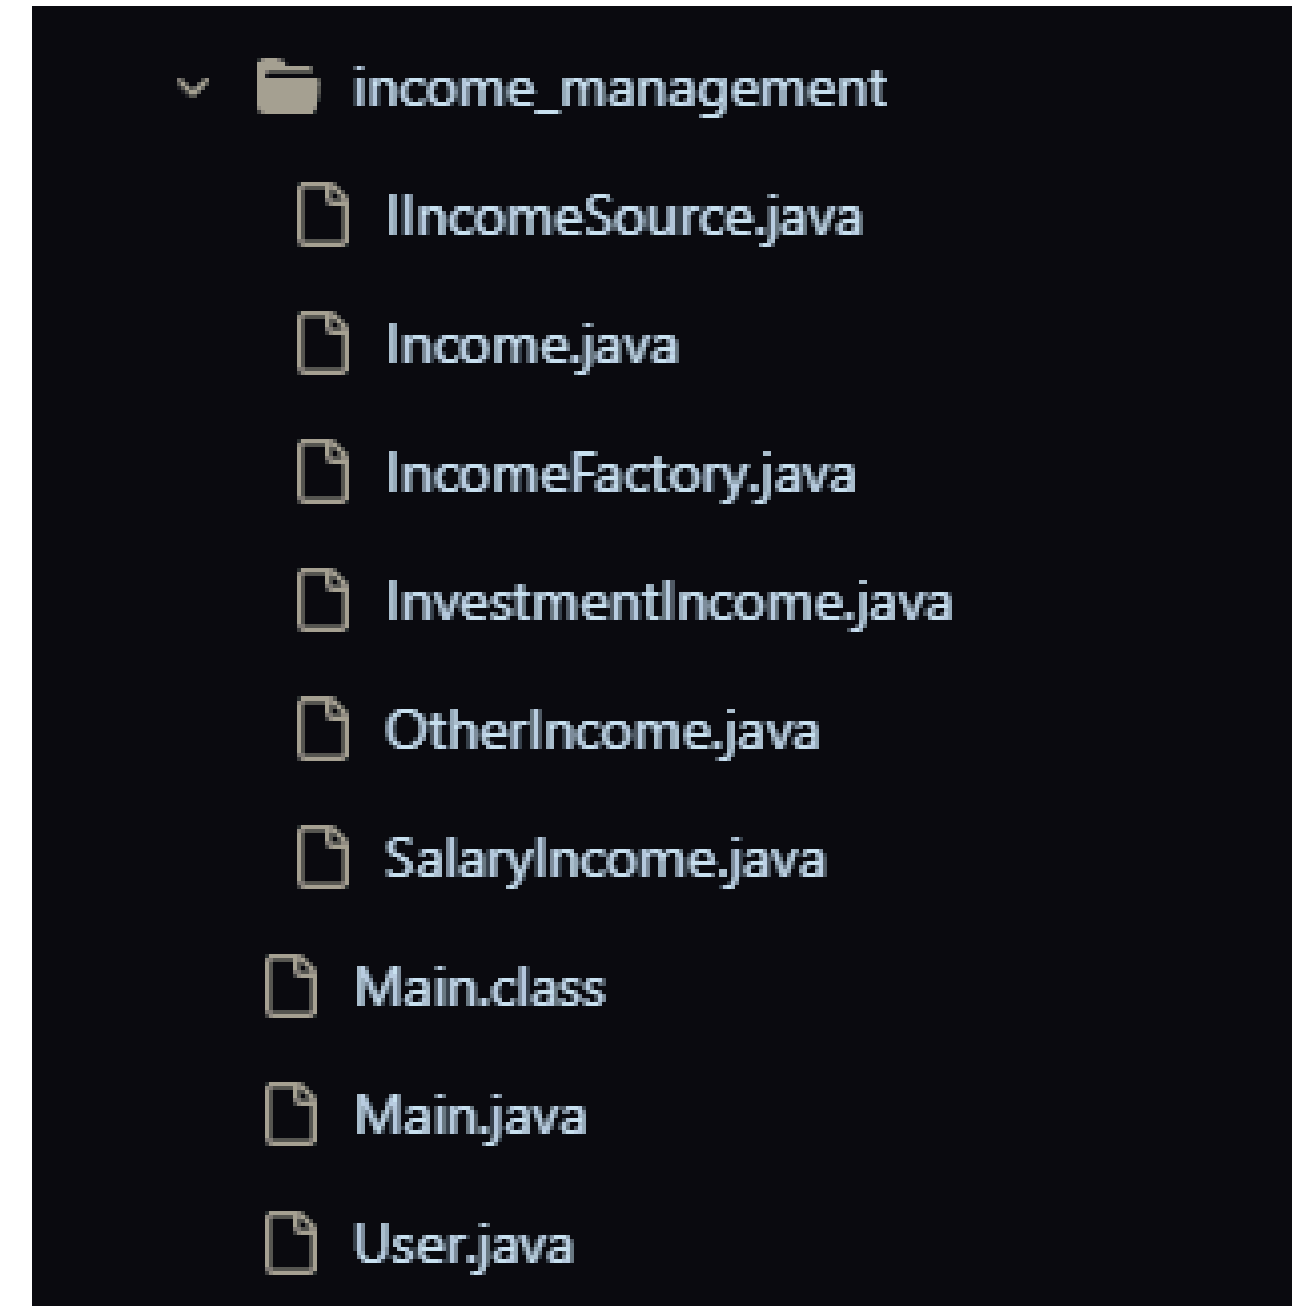 income_management
IIncomeSource.java
Income.java
IncomeFactory.java
InvestmentIncome.java
OtherIncome.java
SalaryIncome.java
Main.class
Main.java
User.java